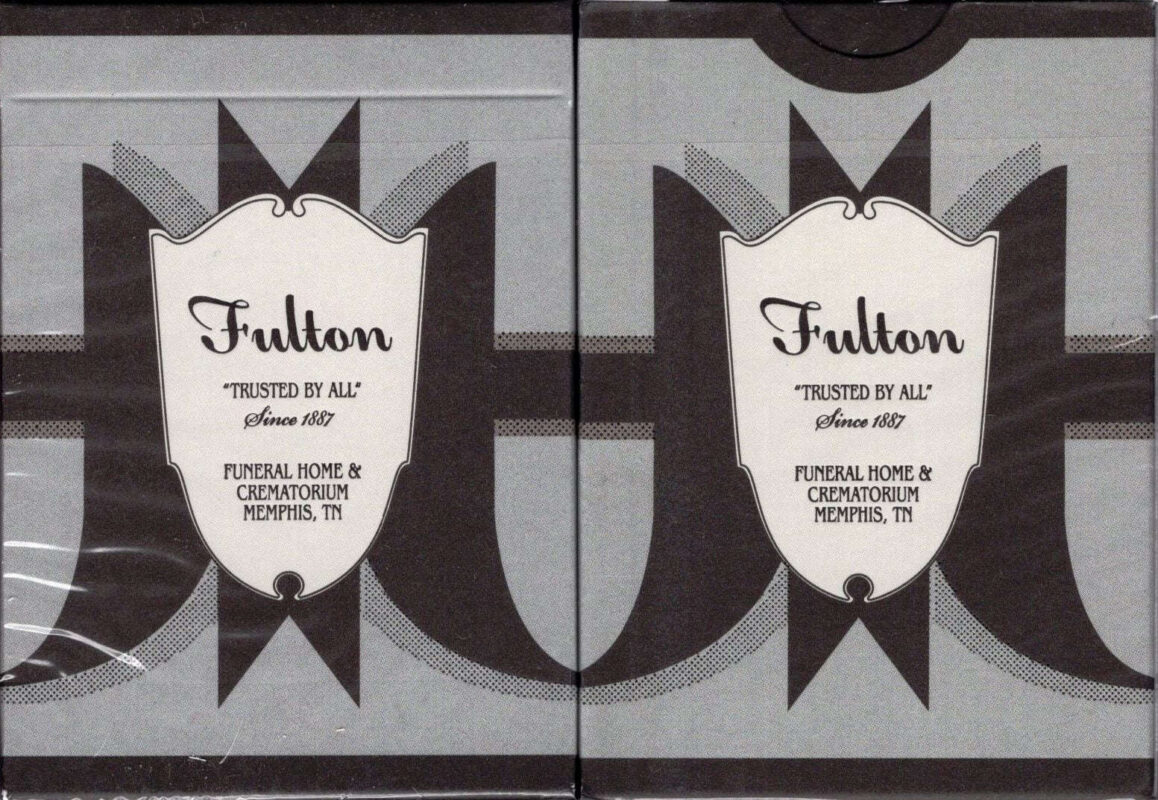 Fulton
"TRUSTED BY ALL"
Since 1887
FUNERAL HOME &
CREMATORIUM
MEMPHIS, TN
Fulton
"TRUSTED BY ALL"
Since 1887
FUNERAL HOME &
CREMATORIUM
MEMPHIS, TN